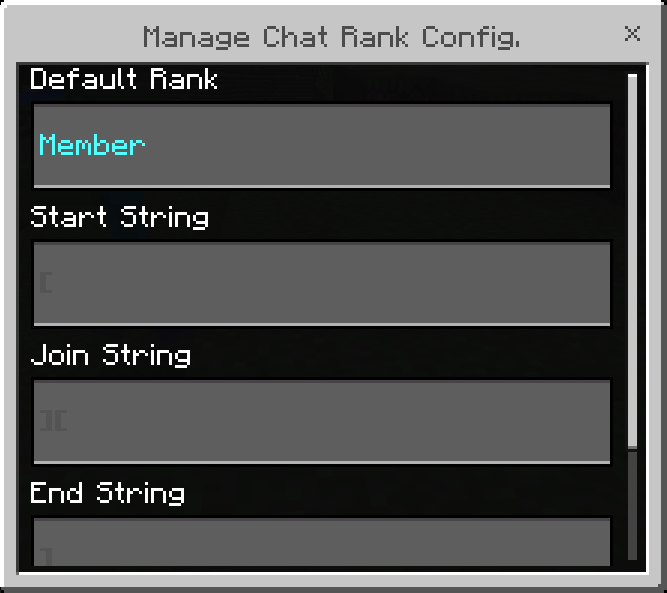 Manage Chat Rank Config.
Default Rank
Member
Start String
[
Join String
][
End String
]